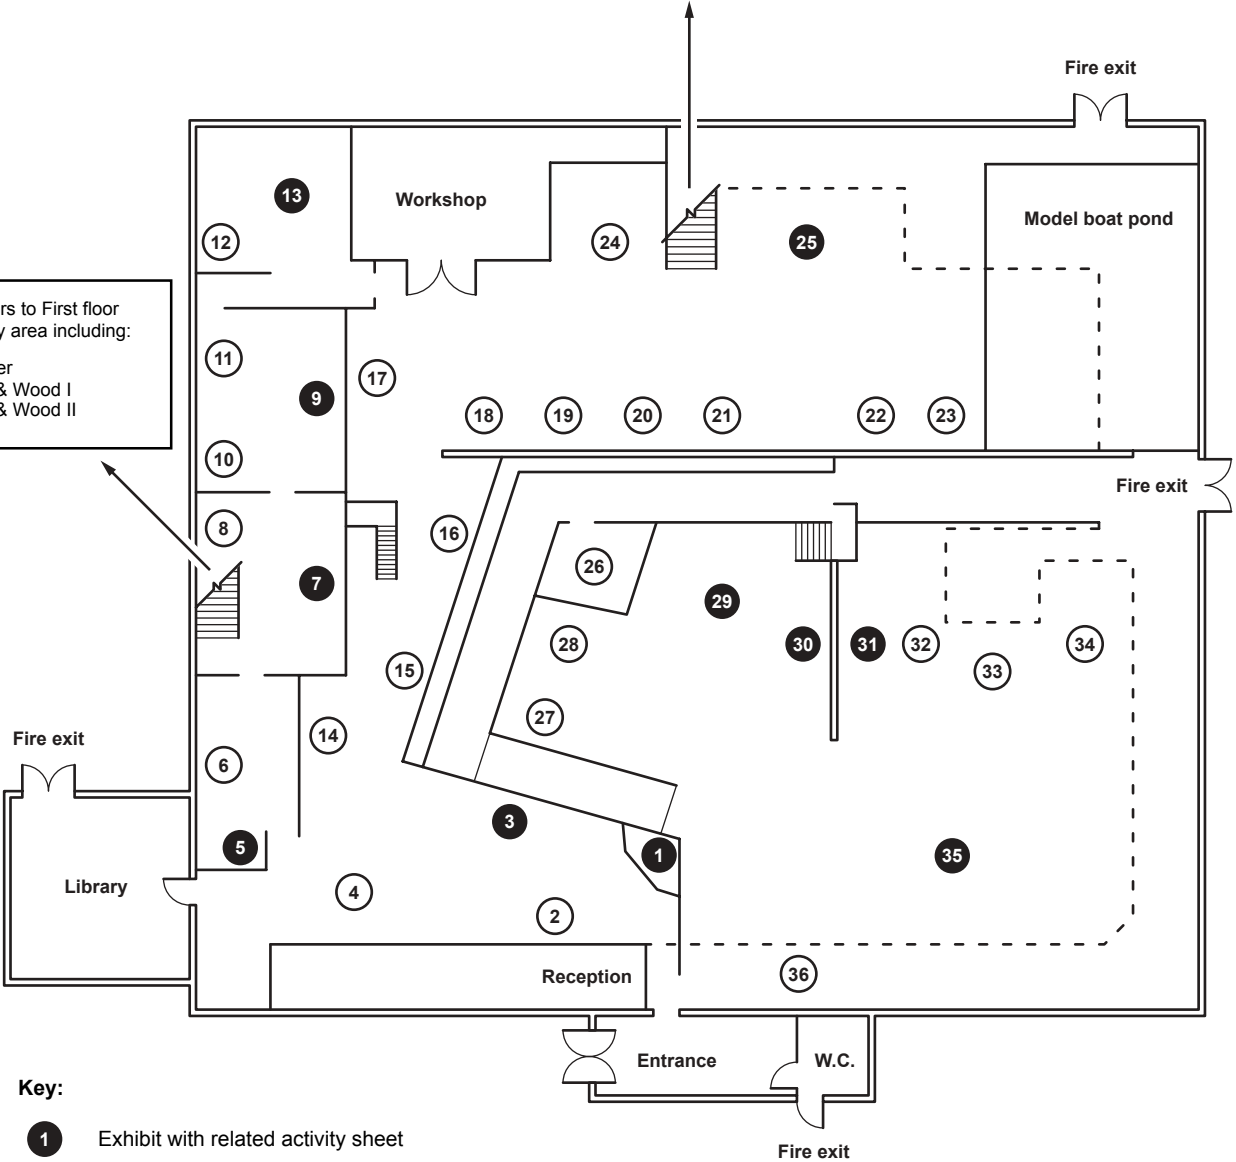 Fire exit
13
Workshop
12
24
25
Model boat pond
rs to First floor
y area including:
er
& Wood I
& Wood II
11
9
17
10
18
19
20
21
22
23
Fire exit
8
16
7
26
29
30
31
32
33
34
28
15
27
14
Fire exit
6
3
5
1
35
Library
4
2
Reception
36
Entrance
W.C.
Key:
1 Exhibit with related activity sheet
Fire exit